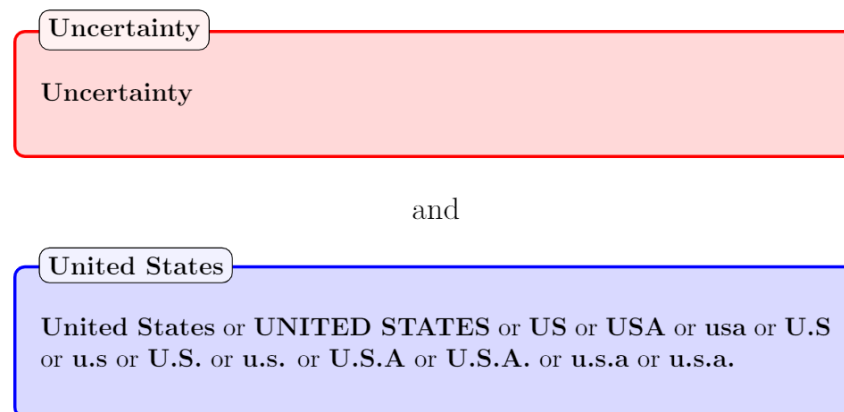 Uncertainty
Uncertainty
and
United States
United States or UNITED STATES or US or USA or usa or U.S
or u.s or U.S. or u.s. or U.S.A or U.S.A. or u.s.a or u.s.a.